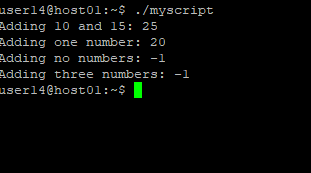 user14@host01:~$ ./myscript
Adding 10 and 15: 25
Adding one number: 20
Adding no numbers: -1
Adding three numbers: -1
user14@host01:~$